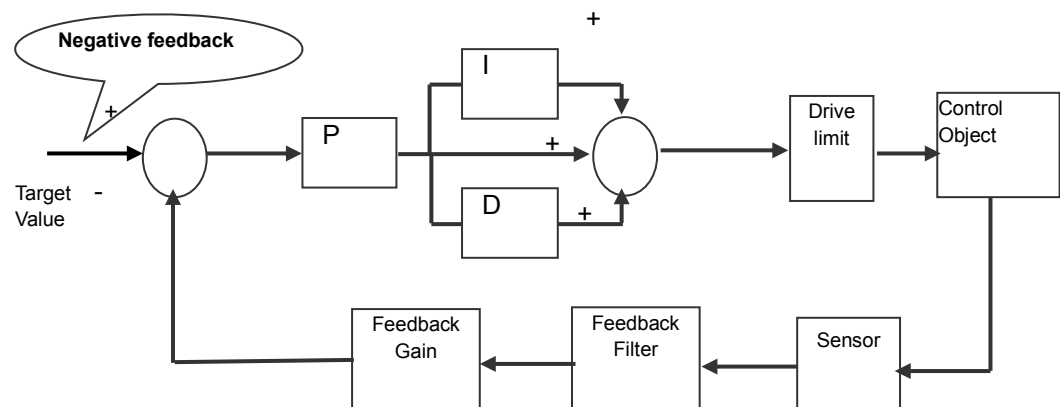 Negative feedback
+
+
I
P
+
D
+
Drive
limit
Control
Object
Target
Value
-
Feedback
Gain
Feedback
Filter
Sensor